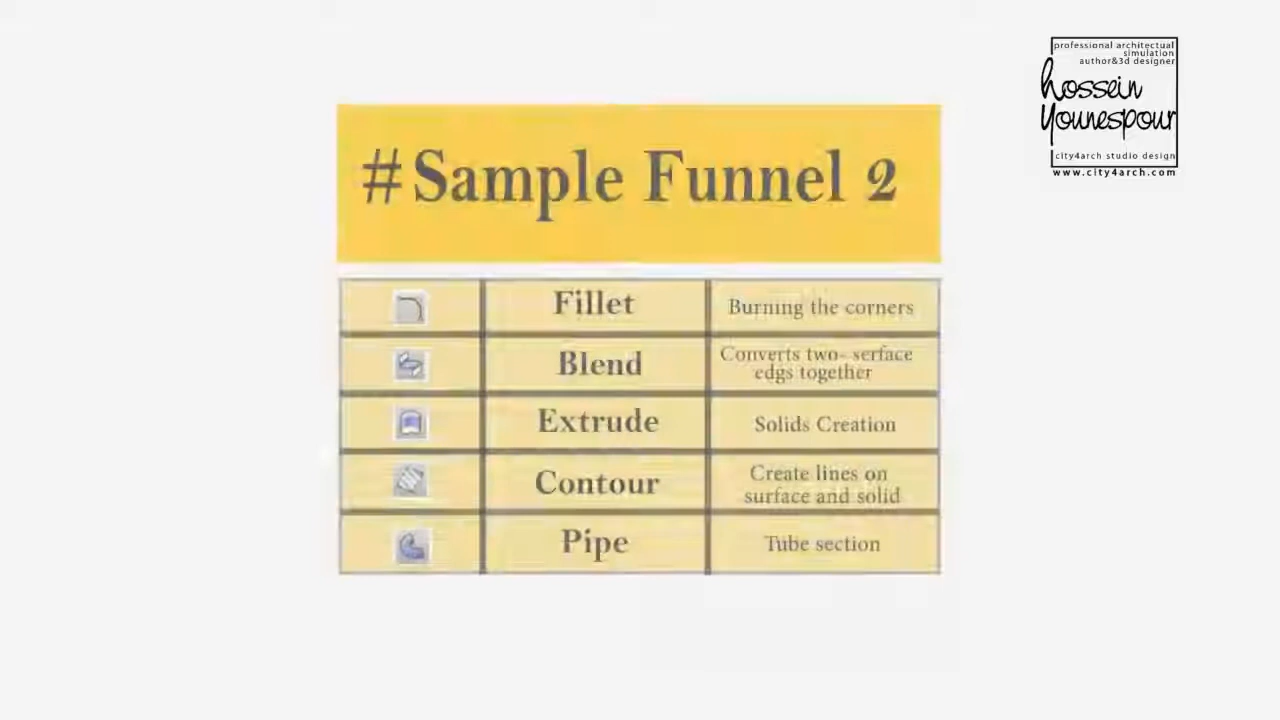 professional architectual
simulation
author&3d designer
hossein
Younespour
city4arch studio design
www.city4arch.com
#Sample Funnel 2
Fillet
Burning the corners
Blend
Converts two- serface
edgs together
Extrude
Solids Creation
Contour
Create lines on
surface and solid
Pipe
Tube section